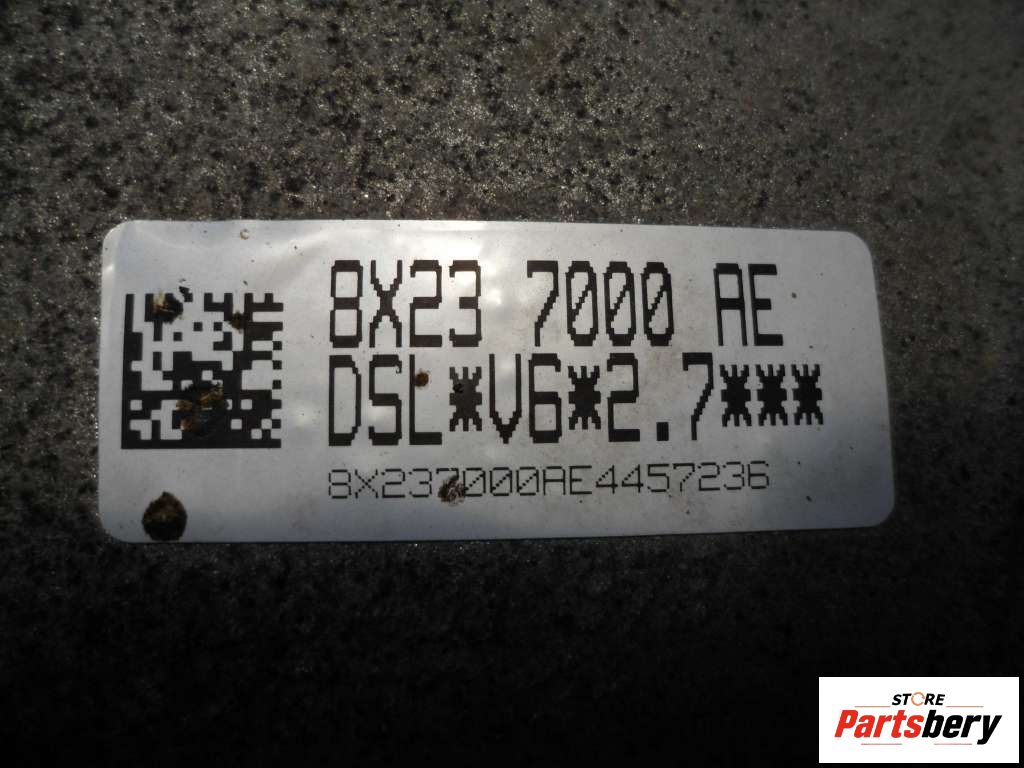 8X23 7000 AE
DSL*V6*2.7***
8X237000AE4457236
STORE
Partsbery